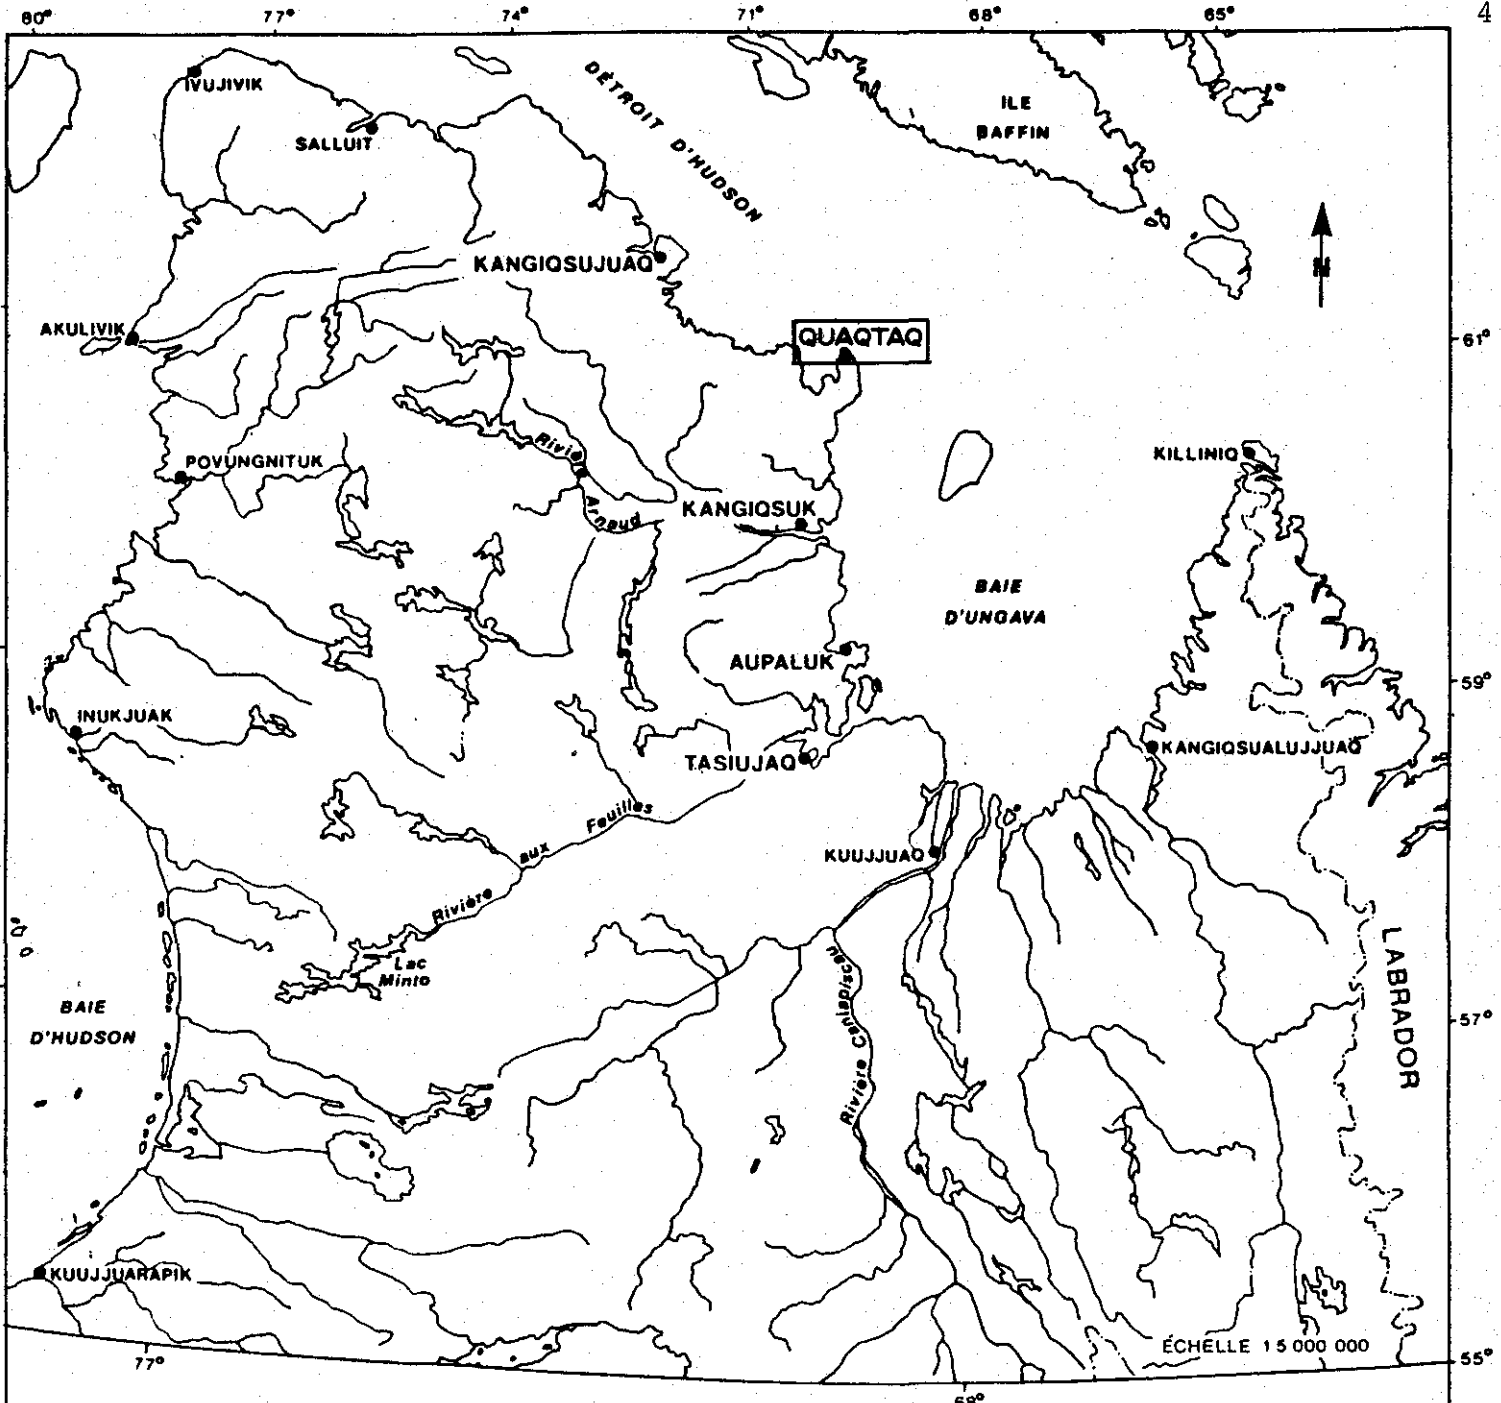 80°
77°
74°
71°
68°
65°
4
IVUJIVIK
SALLUIT
DÉTROIT D'HUDSON
ILE
BAFFIN
N
KANGIQSUJUAQ
AKULIVIK
QUAQTAQ
61°
POVUNGNITUK
Rivière
Arnaud
KANGIQSUK
KILLINIQ
BAIE
D'UNGAVA
AUPALUK
59°
INUKJUAK
TASIUJAQ
KANGIQSUALUJJUAQ
Rivière aux Feuilles
KUUJJUAQ
Lac
Minto
Rivière Caniapiscau
LABRADOR
BAIE
D'HUDSON
57°
KUUJJUARAPIK
ÉCHELLE 1 5 000 000
55°
77°
68°